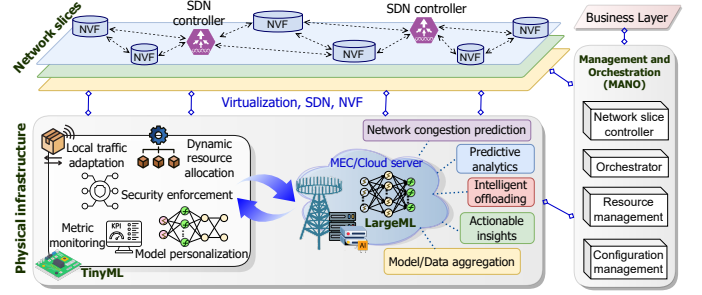 Network slices
SDN
controller
SDN controller
NVF
NVF
NVF
NVF
NVF
NVF
Virtualization, SDN, NVF
Business Layer
Management and
Orchestration
(MANO)
Network slice
controller
Orchestrator
Resource
management
Configuration
management
Physical infrastructure
Local traffic
adaptation
Dynamic
resource
allocation
Security enforcement
Metric
monitoring
KPI
Model personalization
TinyML
MEC/Cloud server
LargeML
AI
Network congestion prediction
Predictive
analytics
Intelligent
offloading
Actionable
insights
Model/Data aggregation